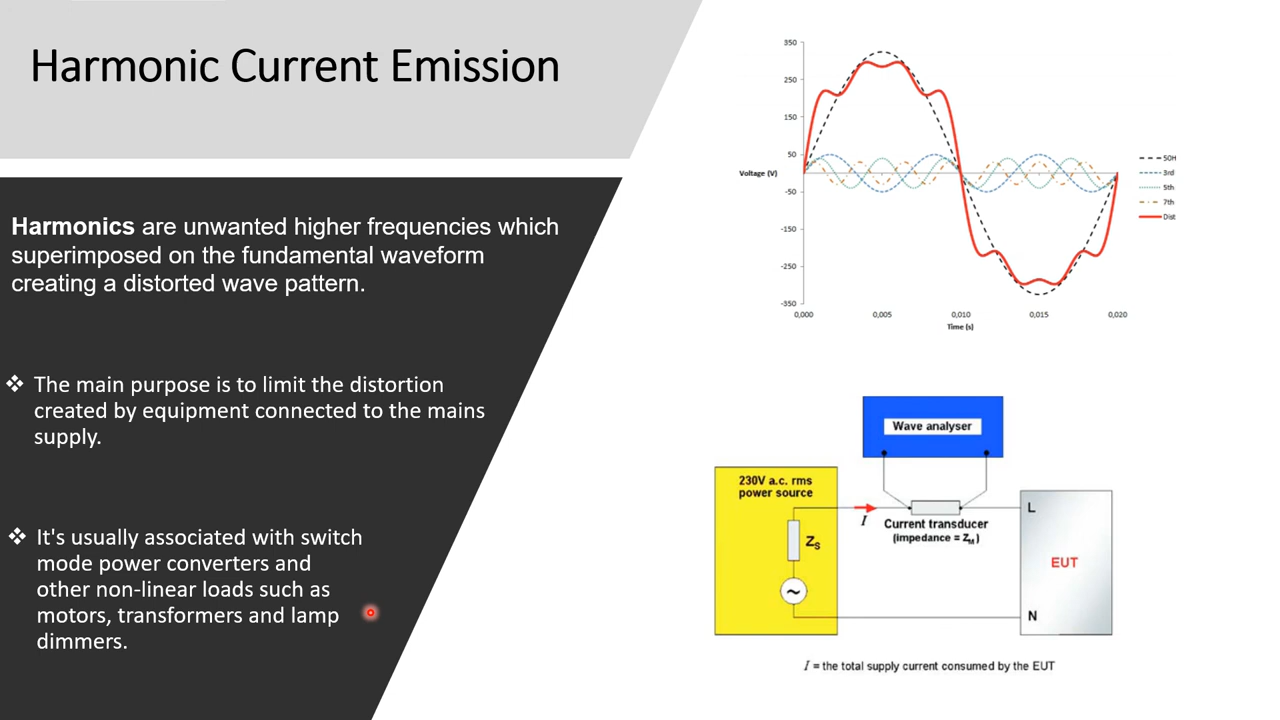 Harmonic Current Emission
Harmonics are unwanted higher frequencies which
superimposed on the fundamental waveform
creating a distorted wave pattern.
❖ The main purpose is to limit the distortion
created by equipment connected to the mains
supply.
❖ It's usually associated with switch
mode power converters and
other non-linear loads such as
motors, transformers and lamp
dimmers.
350
250
150
50
-50
-150
-250
-350
Voltage (V)
0,000 0,005 0,010 0,015 0,020
Time (s)
50H
3rd
5th
7th
Dist
Wave analyser
230V a.c. rms
power source
I
Current transducer
(impedance = ZM)
ZS
~
L
EUT
N
I = the total supply current consumed by the EUT